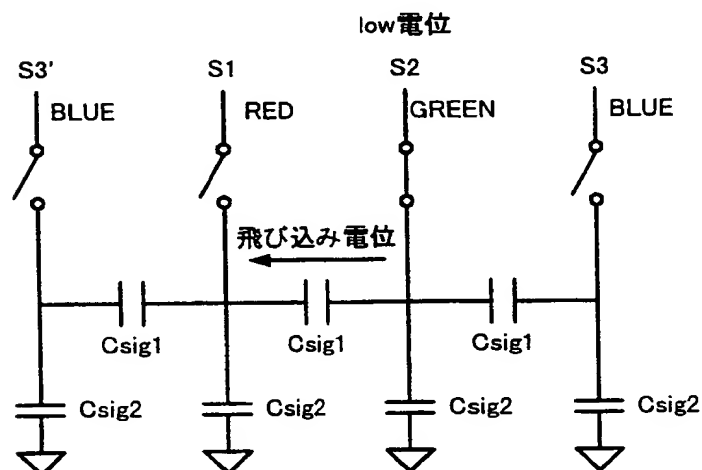 low電位
S3' S1 S2 S3
BLUE RED GREEN BLUE
飛び込み電位
Csig1 Csig1 Csig1
Csig2 Csig2 Csig2 Csig2